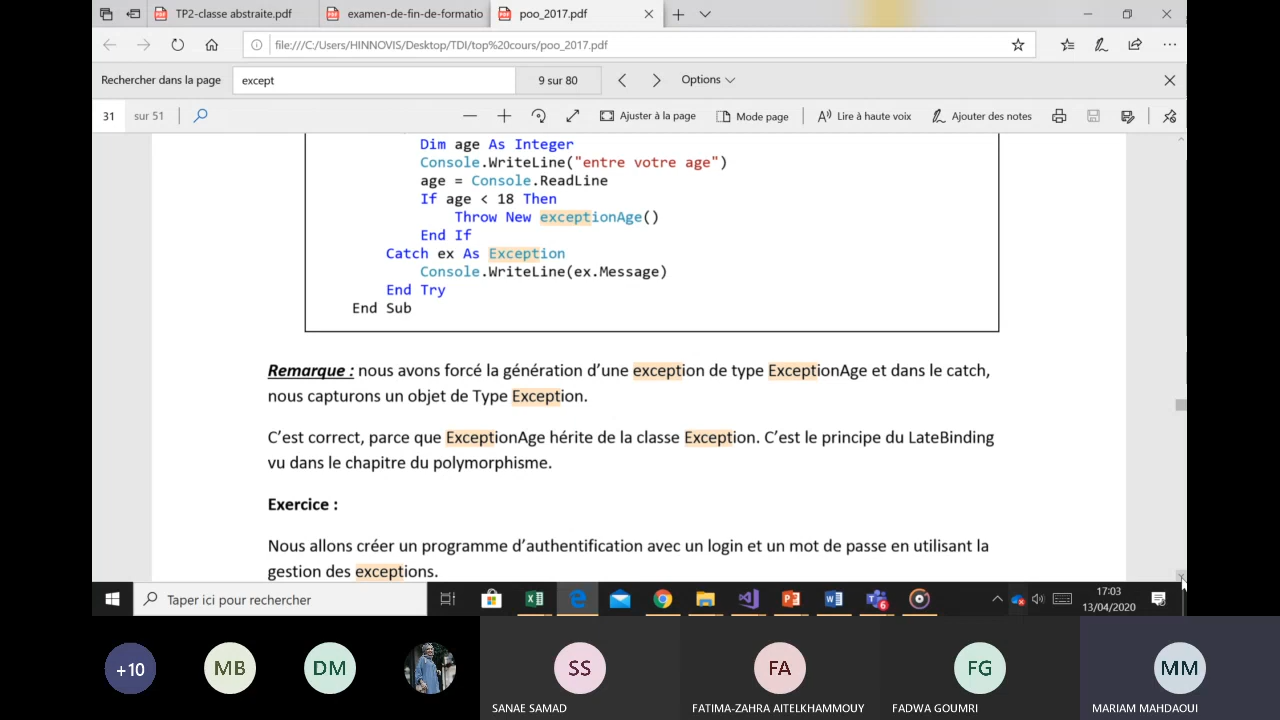 TP2-classe abstraite.pdf
examen-de-fin-de-formatio
poo_2017.pdf
file:///C:/Users/HINNOVIS/Desktop/TDI/top%20cours/poo_2017.pdf
Rechercher dans la page
except
9 sur 80
Options
31
sur 51
Ajuster à la page
Mode page
Lire à haute voix
Ajouter des notes
Dim age As Integer
Console.WriteLine("entre votre age")
age = Console.ReadLine
If age < 18 Then
Throw New exceptionAge()
End If
Catch ex As Exception
Console.WriteLine(ex.Message)
End Try
End Sub
Remarque : nous avons forcé la génération d'une exception de type ExceptionAge et dans le catch,
nous capturons un objet de Type Exception.
C'est correct, parce que ExceptionAge hérite de la classe Exception. C'est le principe du LateBinding
vu dans le chapitre du polymorphisme.
Exercice :
Nous allons créer un programme d'authentification avec un login et un mot de passe en utilisant la
gestion des exceptions.
Taper ici pour rechercher
17:03
13/04/2020
+10
MB
DM
SS
FA
FG
MM
SANAE SAMAD
FATIMA-ZAHRA AITELKHAMMOUY
FADWA GOUMRI
MARIAM MAHDAOUI